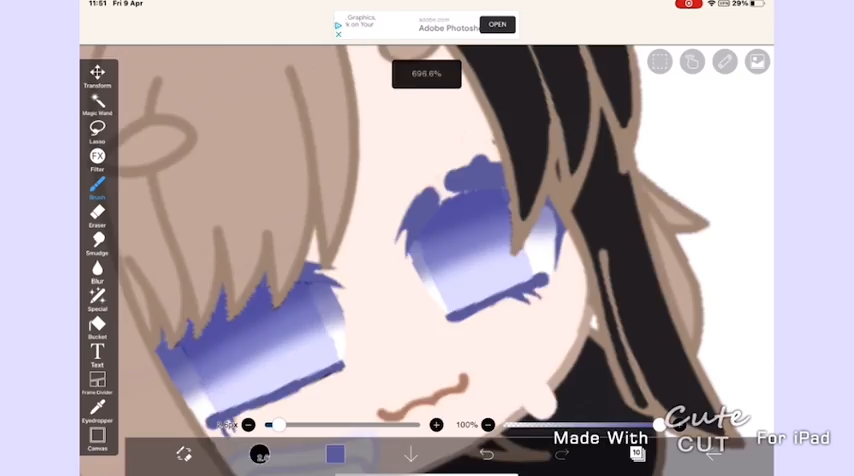 11:51 Fri 9 Apr
29%
Graphics.
k on Your
adobe.com
Adobe Photosh
OPEN
696.6%
Transform
Magic Wand
Lasso
FX
Filter
Brush
Eraser
Smudge
Blur
Special
Bucket
T
Text
Frame Divider
Eyedropper
Canvas
100%
10
Made With Cute CUT For iPad